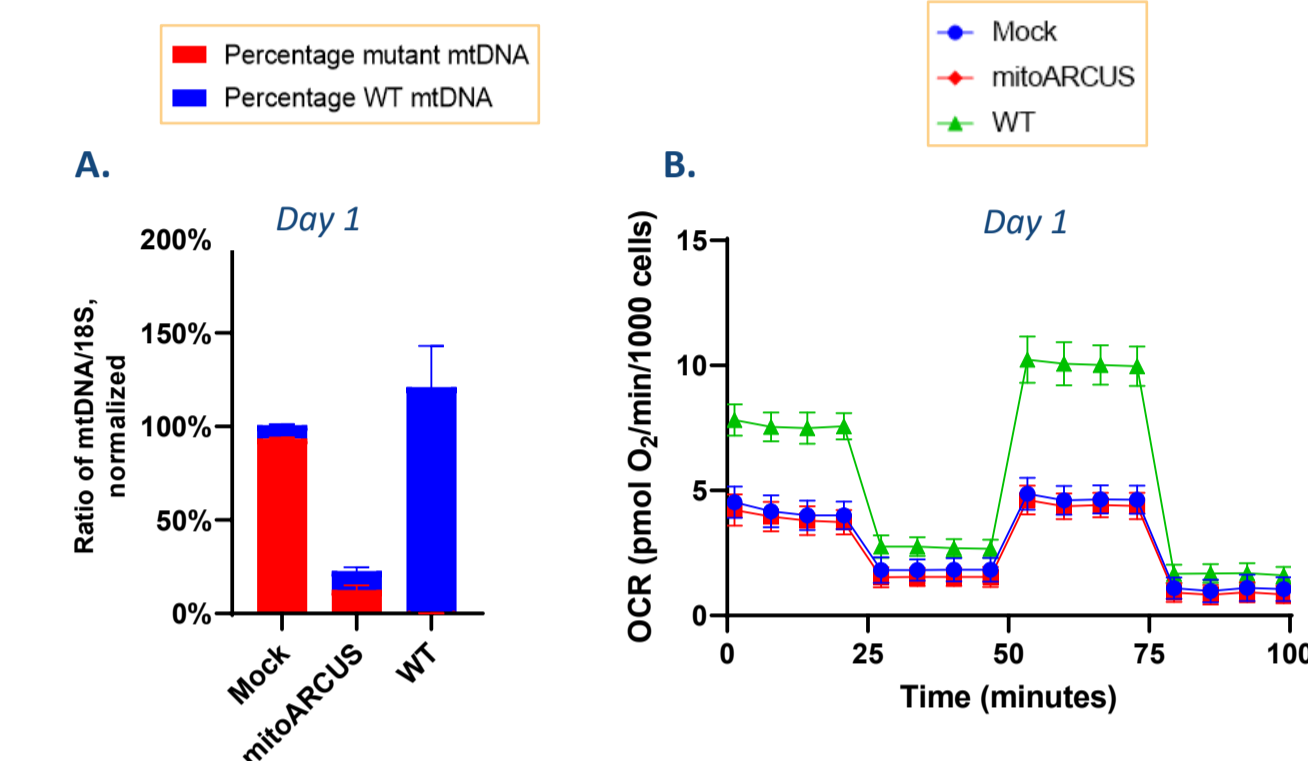 Percentage mutant mtDNA
Percentage WT mtDNA
Mock
mitoARCUS
WT
A.
B.
Day 1
Day 1
Ratio of mtDNA/18S,
normalized
200%
150%
100%
50%
0%
Mock
mitoARCUS
WT
OCR (pmol O₂/min/1000 cells)
15
10
5
0
0
25
50
75
100
Time (minutes)